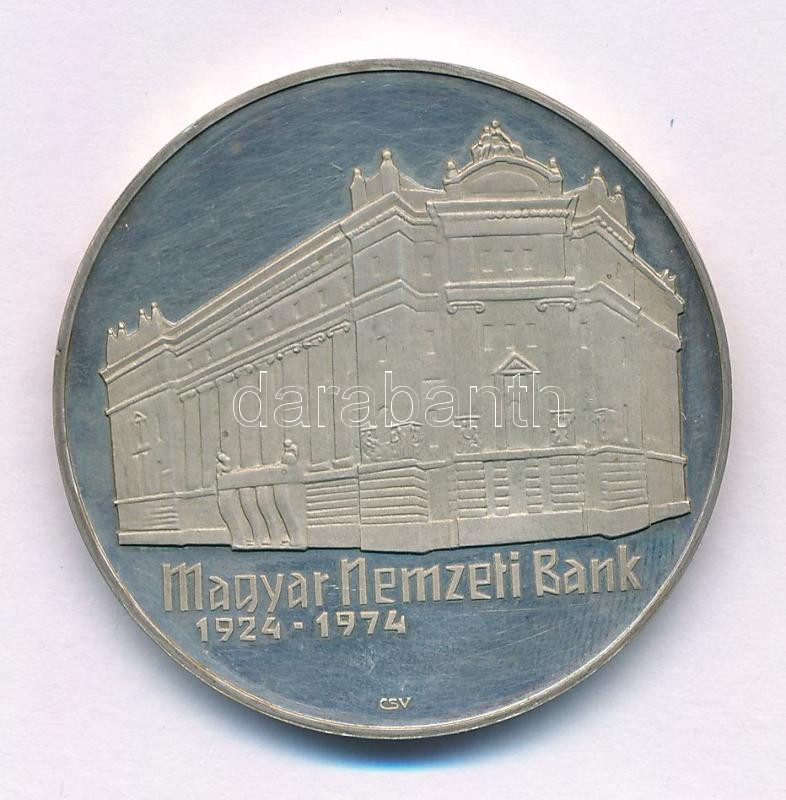 darabanth
Magyar Nemzeti Bank
1924 - 1974
CSV